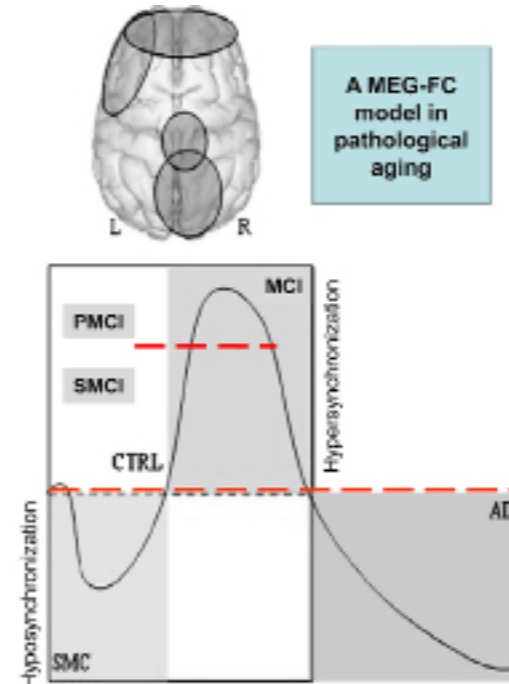 A MEG-FC
model in
pathological
aging
L R
MCI
PMCI
SMCI
CTRL
Hypersynchronization
Hyposynchronization
AD
SMC